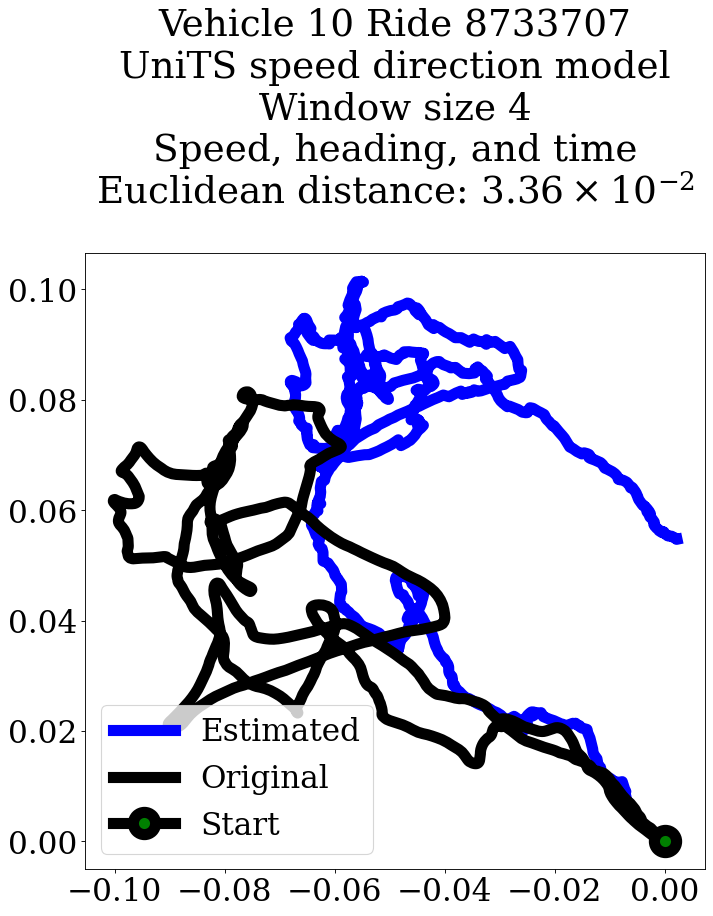 Vehicle 10 Ride 8733707
UniTS speed direction model
Window size 4
Speed, heading, and time
Euclidean distance: 3.36 × 10⁻²
0.10
0.08
0.06
0.04
0.02
0.00
Estimated
Original
Start
−0.10 −0.08 −0.06 −0.04 −0.02 0.00